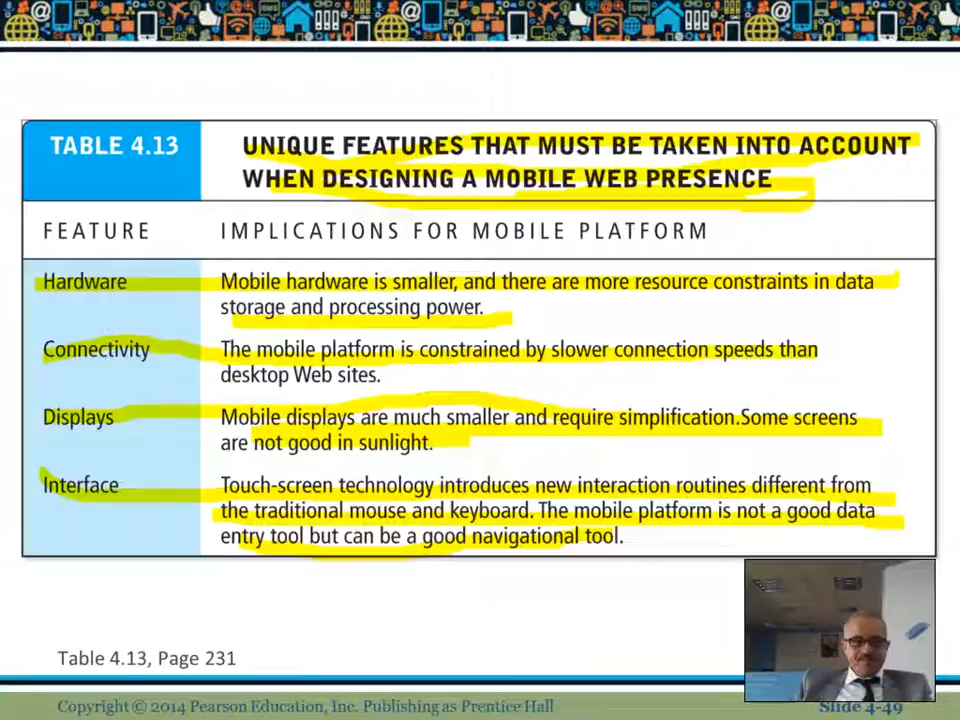 TABLE 4.13
UNIQUE FEATURES THAT MUST BE TAKEN INTO ACCOUNT
WHEN DESIGNING A MOBILE WEB PRESENCE
FEATURE IMPLICATIONS FOR MOBILE PLATFORM
Hardware Mobile hardware is smaller, and there are more resource constraints in data
storage and processing power.
Connectivity The mobile platform is constrained by slower connection speeds than
desktop Web sites.
Displays Mobile displays are much smaller and require simplification.Some screens
are not good in sunlight.
Interface Touch-screen technology introduces new interaction routines different from
the traditional mouse and keyboard. The mobile platform is not a good data
entry tool but can be a good navigational tool.
Table 4.13, Page 231
Copyright © 2014 Pearson Education, Inc. Publishing as Prentice Hall Slide 4-49